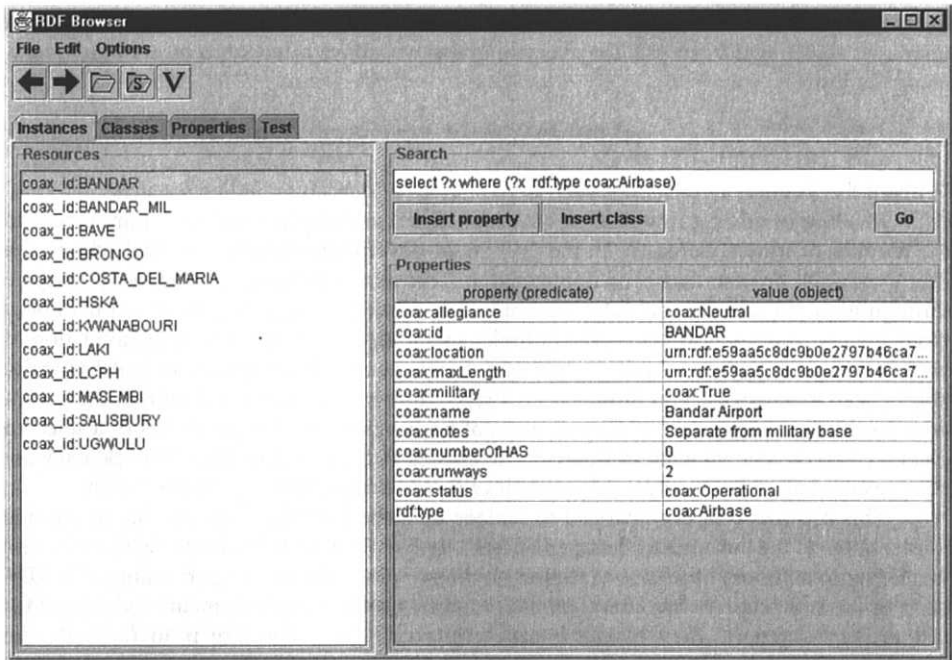 RDF Browser
File Edit Options
S V
Instances Classes Properties Test
Resources
coax_id:BANDAR
coax_id:BANDAR_MIL
coax_id:BAVE
coax_id:BRONGO
coax_id:COSTA_DEL_MARIA
coax_id:HSKA
coax_id:KWANABOURI
coax_id:LAKI
coax_id:LCPH
coax_id:MASEMBI
coax_id:SALISBURY
coax_id:UGWULU
Search
select ?x where (?x rdf:type coax:Airbase)
Insert property Insert class Go
Properties
property (predicate) value (object)
coax:allegiance coax:Neutral
coax:id BANDAR
coax:location urn:rdf:e59aa5c8dc9b0e2797b46ca7...
coax:maxLength urn:rdf:e59aa5c8dc9b0e2797b46ca7...
coax:military coax:True
coax:name Bandar Airport
coax:notes Separate from military base
coax:numberOfHAS 0
coax:runways 2
coax:status coax:Operational
rdf:type coax:Airbase